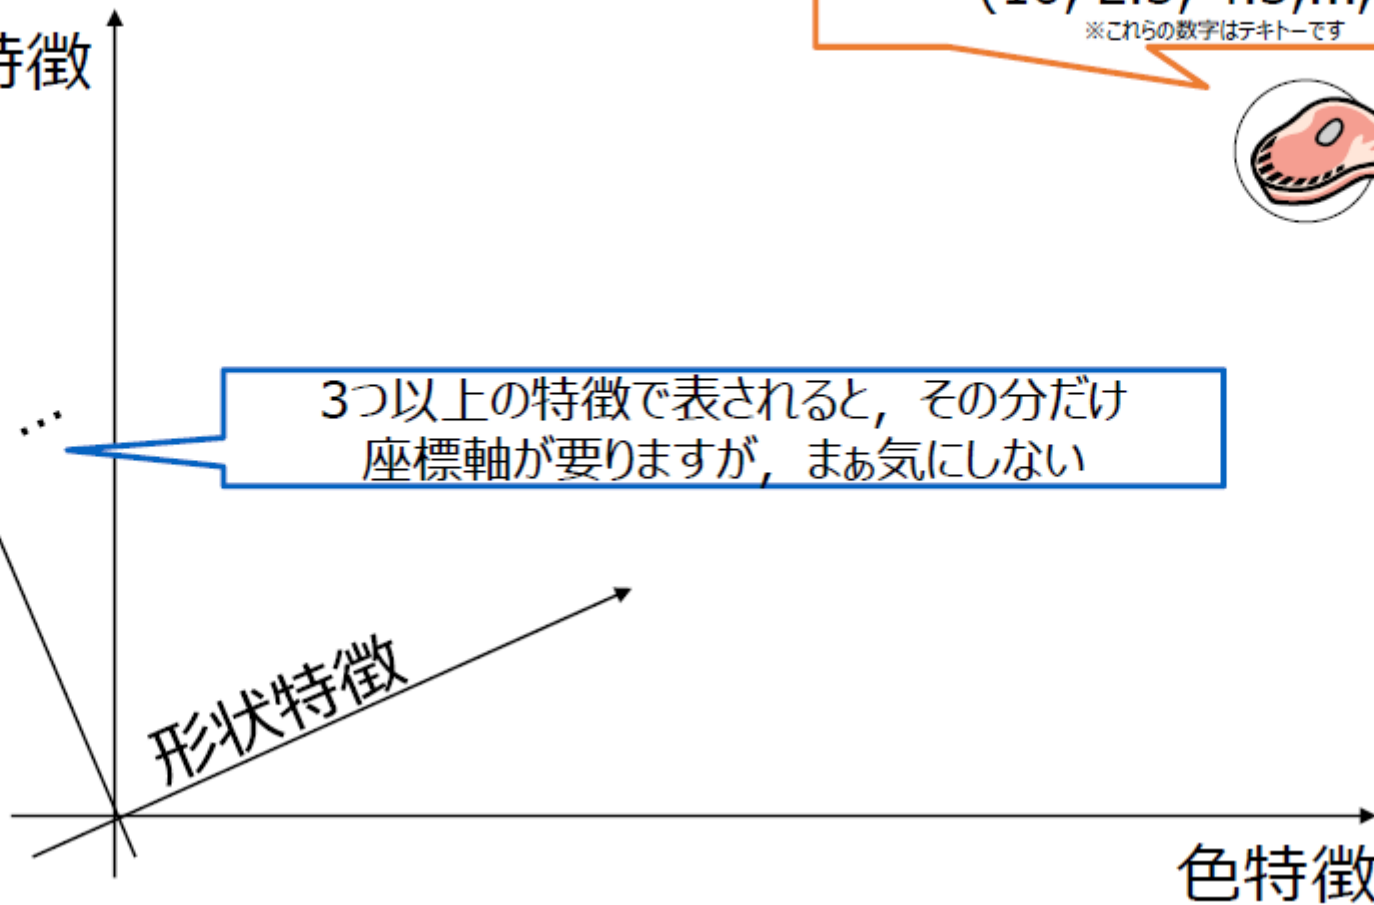 ※これらの数字はテキトーです
特徴
3つ以上の特徴で表されると, その分だけ
座標軸が要りますが, まぁ気にしない
…
形状特徴
色特徴